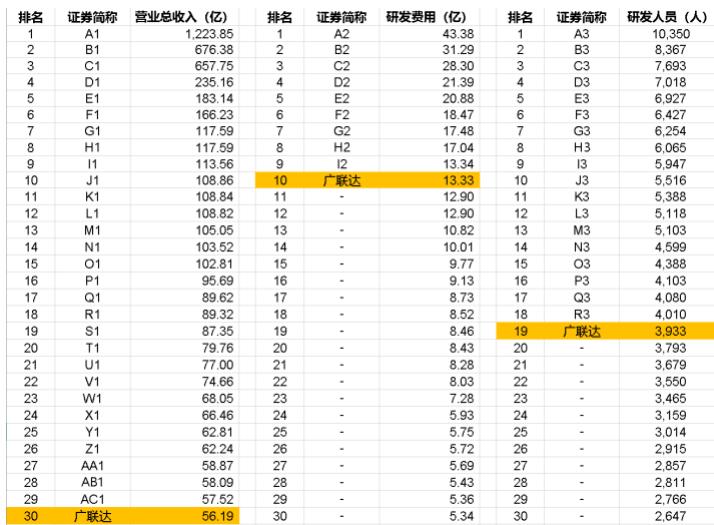 排名 证券简称 营业总收入（亿） 排名 证券简称 研发费用（亿） 排名 证券简称 研发人员（人）
1 A1 1,223.85 1 A2 43.38 1 A3 10,350
2 B1 676.38 2 B2 31.29 2 B3 8,367
3 C1 657.75 3 C2 28.30 3 C3 7,693
4 D1 235.16 4 D2 21.39 4 D3 7,018
5 E1 183.14 5 E2 20.88 5 E3 6,927
6 F1 166.23 6 F2 18.47 6 F3 6,427
7 G1 117.59 7 G2 17.48 7 G3 6,254
8 H1 117.59 8 H2 17.04 8 H3 6,065
9 I1 113.56 9 I2 13.34 9 I3 5,947
10 J1 108.86 10 广联达 13.33 10 J3 5,516
11 K1 108.84 11 - 12.90 11 K3 5,388
12 L1 108.82 12 - 12.90 12 L3 5,118
13 M1 105.05 13 - 10.82 13 M3 5,103
14 N1 103.52 14 - 10.01 14 N3 4,599
15 O1 102.81 15 - 9.77 15 O3 4,388
16 P1 95.69 16 - 9.13 16 P3 4,103
17 Q1 89.62 17 - 8.73 17 Q3 4,080
18 R1 89.32 18 - 8.52 18 R3 4,010
19 S1 87.35 19 - 8.46 19 广联达 3,933
20 T1 79.76 20 - 8.43 20 - 3,793
21 U1 77.00 21 - 8.28 21 - 3,679
22 V1 74.66 22 - 8.03 22 - 3,550
23 W1 68.05 23 - 7.28 23 - 3,465
24 X1 66.46 24 - 5.93 24 - 3,159
25 Y1 62.81 25 - 5.75 25 - 3,014
26 Z1 62.24 26 - 5.72 26 - 2,915
27 AA1 58.87 27 - 5.69 27 - 2,857
28 AB1 58.09 28 - 5.43 28 - 2,811
29 AC1 57.52 29 - 5.36 29 - 2,766
30 广联达 56.19 30 - 5.34 30 - 2,647